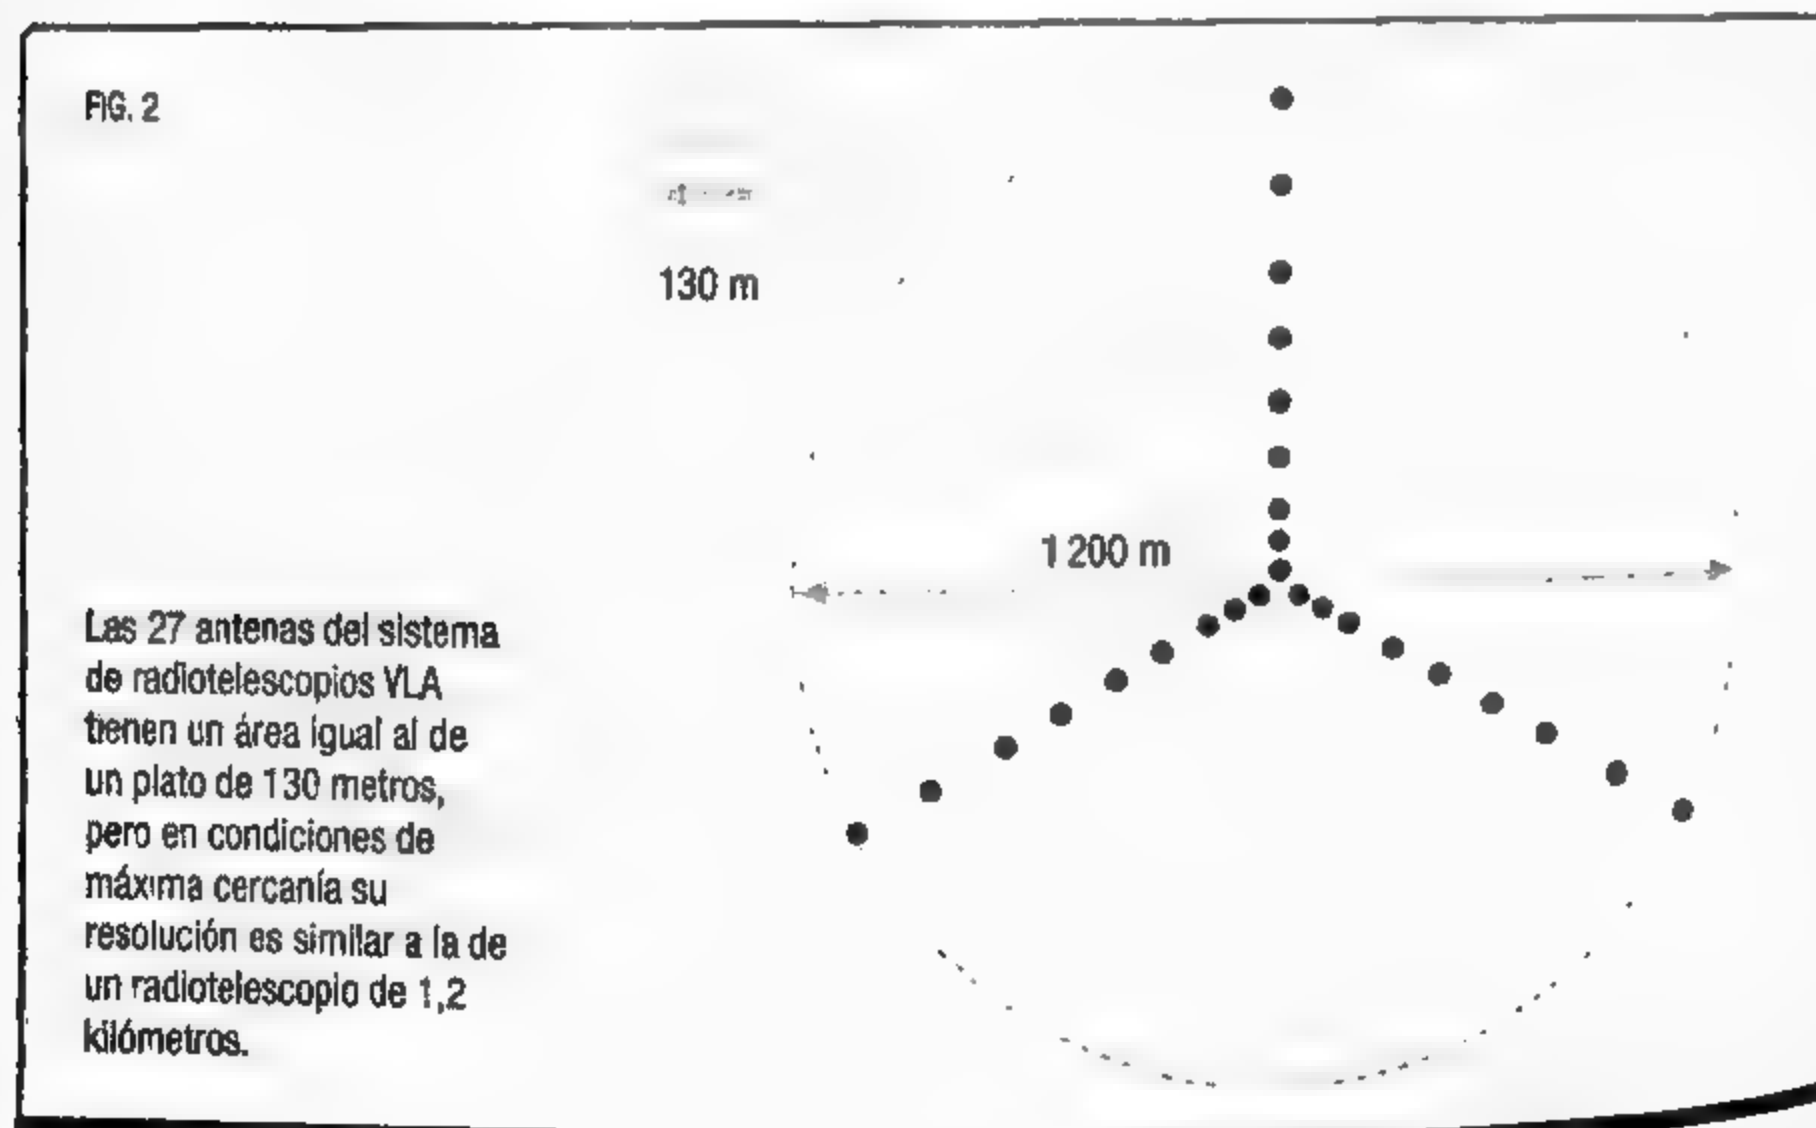 FIG. 2
130 m
1 200 m
Las 27 antenas del sistema
de radiotelescopios VLA
tienen un área igual al de
un plato de 130 metros,
pero en condiciones de
máxima cercanía su
resolución es similar a la de
un radiotelescopio de 1,2
kilómetros.